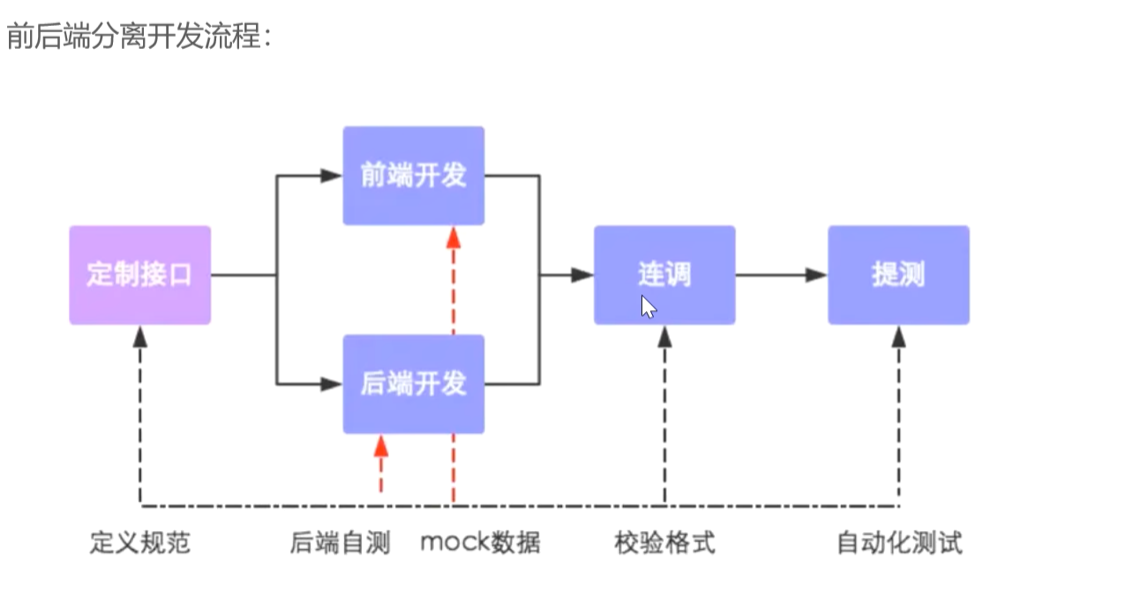 前后端分离开发流程：
前端开发
定制接口
连调
提测
后端开发
定义规范
后端自测
mock数据
校验格式
自动化测试